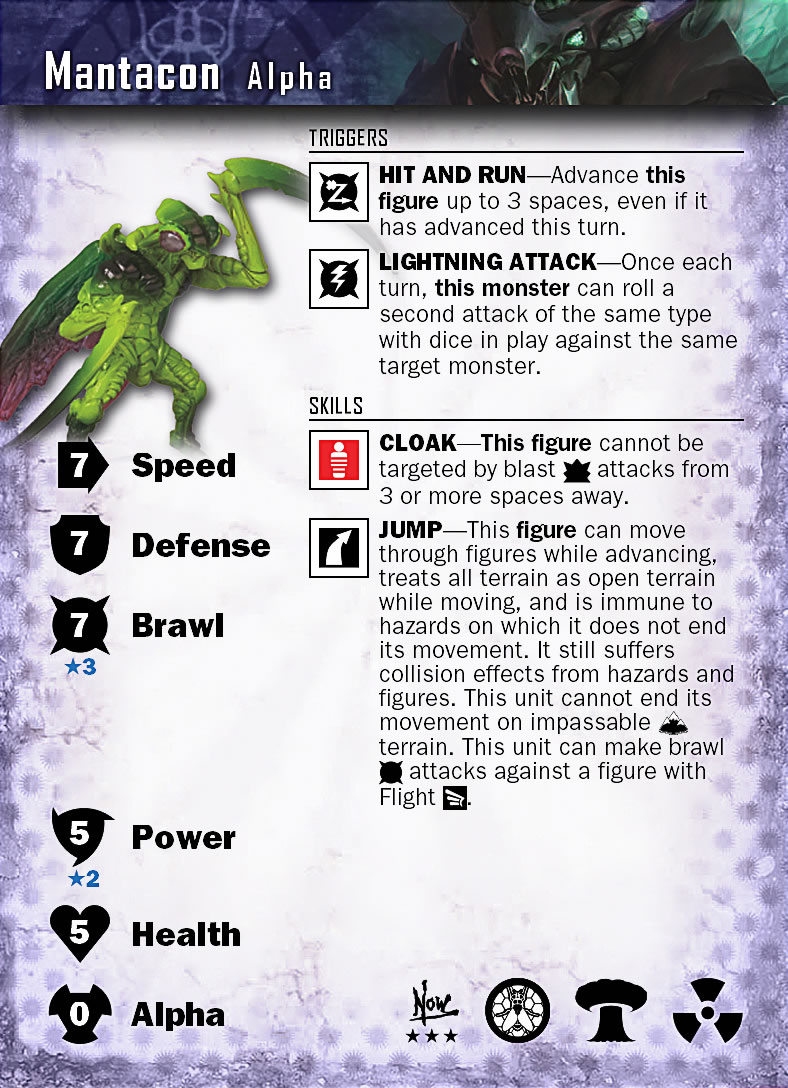 Mantacon Alpha
TRIGGERS
HIT AND RUN—Advance this
figure up to 3 spaces, even if it
has advanced this turn.
LIGHTNING ATTACK—Once each
turn, this monster can roll a
second attack of the same type
with dice in play against the same
target monster.
SKILLS
CLOAK—This figure cannot be
targeted by blast attacks from
3 or more spaces away.
JUMP—This figure can move
through figures while advancing,
treats all terrain as open terrain
while moving, and is immune to
hazards on which it does not end
its movement. It still suffers
collision effects from hazards and
figures. This unit cannot end its
movement on impassable
terrain. This unit can make brawl
attacks against a figure with
Flight .
7 Speed
7 Defense
7 Brawl
★3
5 Power
★2
5 Health
0 Alpha
Now
★★★